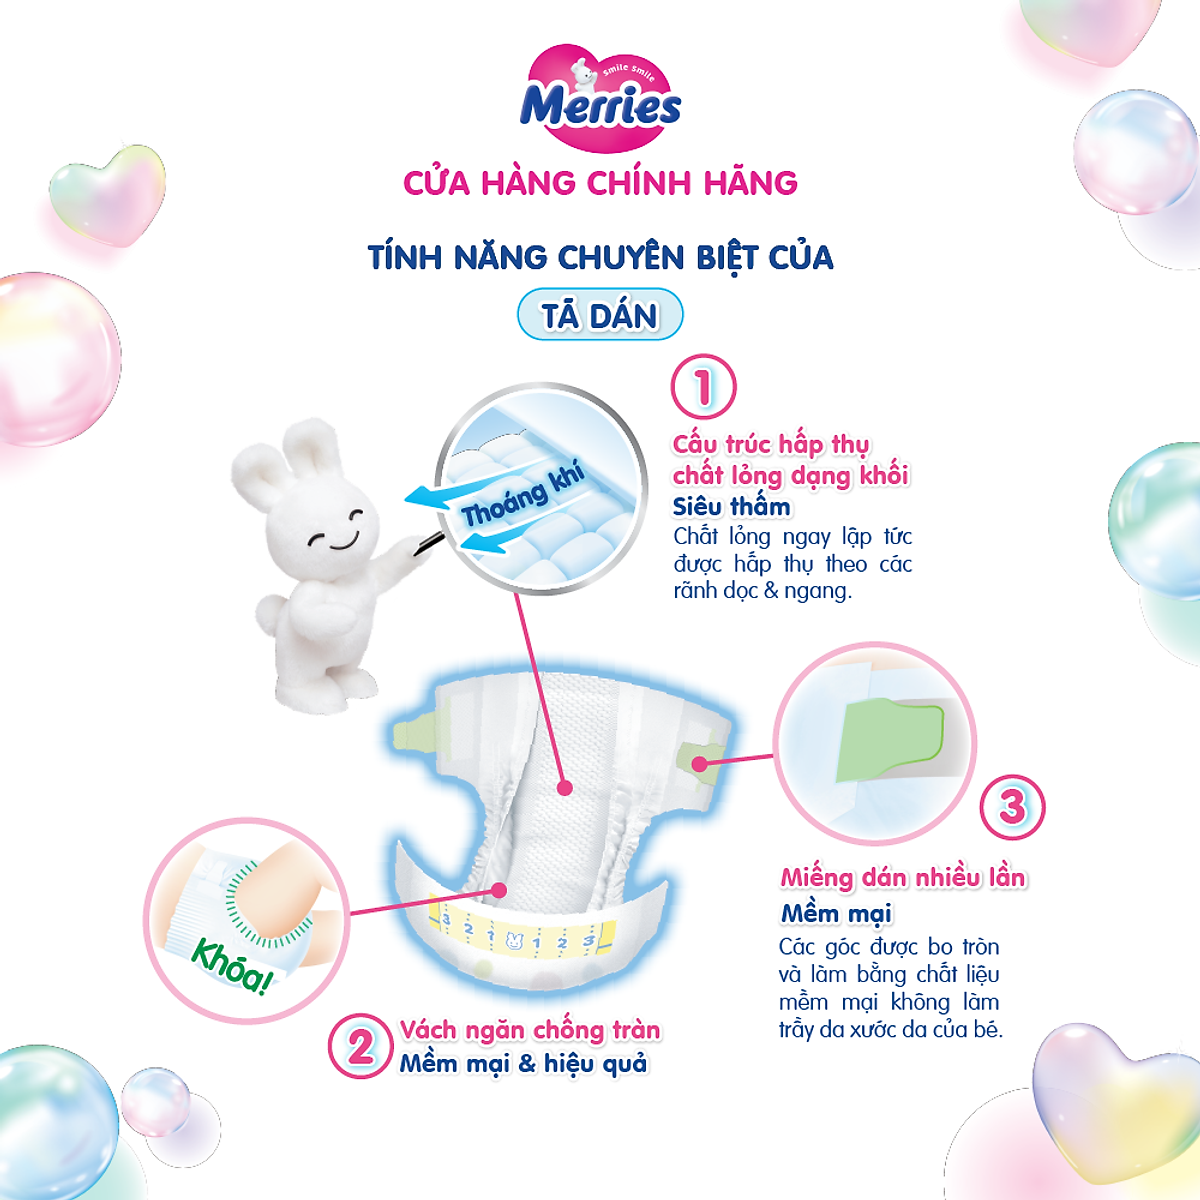 smile smile
Merries
CỬA HÀNG CHÍNH HÃNG
TÍNH NĂNG CHUYÊN BIỆT CỦA
TÃ DÁN
1
Cấu trúc hấp thụ
chất lỏng dạng khối
Siêu thấm
Chất lỏng ngay lập tức
được hấp thụ theo các
rãnh dọc & ngang.
Thoáng khí
3
Miếng dán nhiều lần
Mềm mại
Các góc được bo tròn
và làm bằng chất liệu
mềm mại không làm
trầy da xước da của bé.
Khóa!
3 2 1 1 2 3
2
Vách ngăn chống tràn
Mềm mại & hiệu quả